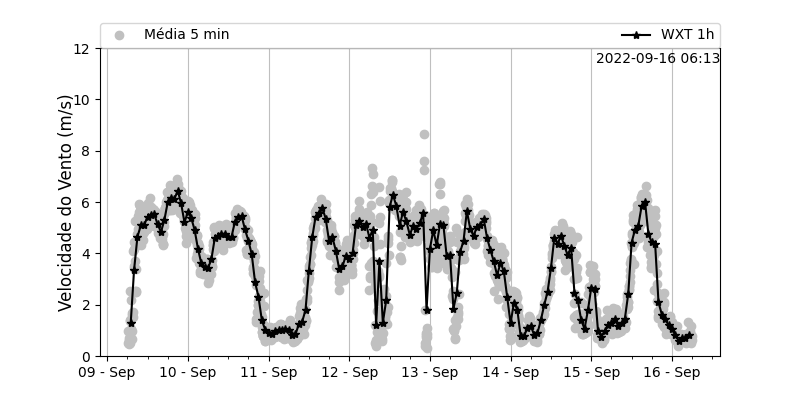 Média 5 min
WXT 1h
2022-09-16 06:13
Velocidade do Vento (m/s)
12
10
8
6
4
2
0
09 - Sep
10 - Sep
11 - Sep
12 - Sep
13 - Sep
14 - Sep
15 - Sep
16 - Sep